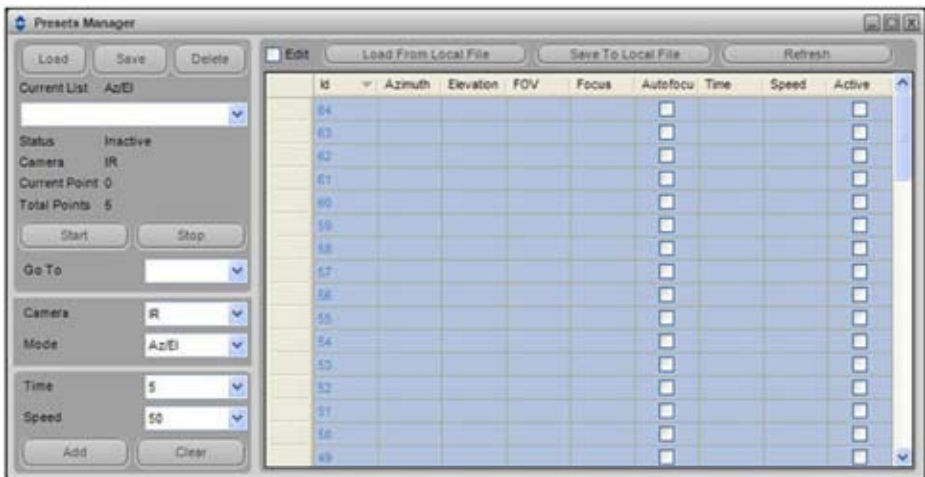 Presets Manager
Load Save Delete
Current List Az/El
Status Inactive
Camera IR
Current Point 0
Total Points 5
Start Stop
Go To
Camera IR
Mode Az/El
Time 5
Speed 50
Add Clear
Edit Load From Local File Save To Local File Refresh
Id Azimuth Elevation FOV Focus Autofocu Time Speed Active
64
63
62
61
60
59
58
57
56
55
54
53
52
51
50
49